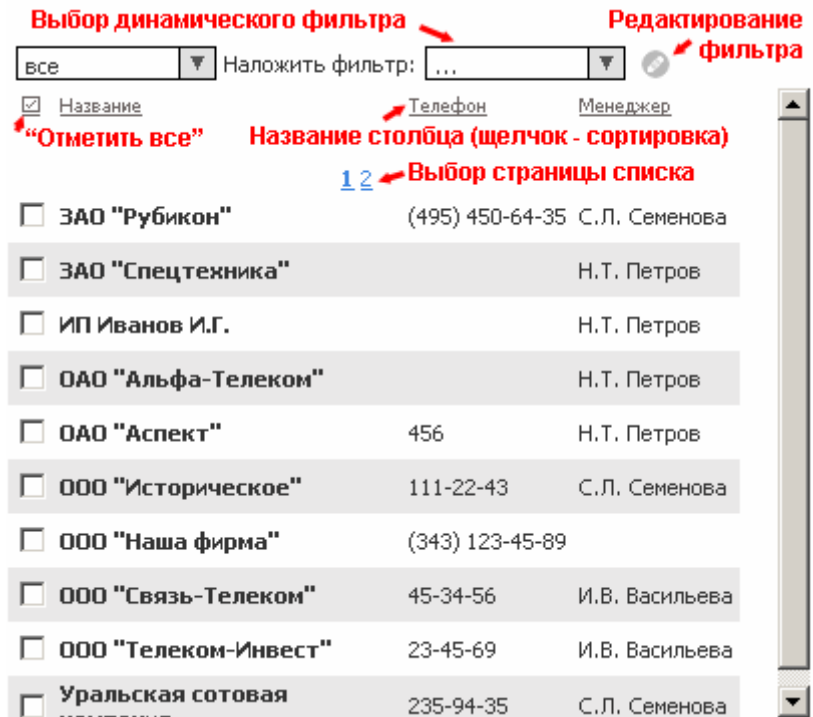 Выбор динамического фильтра
Редактирование фильтра
все
Наложить фильтр:
...
Название
Телефон
Менеджер
“Отметить все”
Название столбца (щелчок - сортировка)
1 2
Выбор страницы списка
ЗАО "Рубикон" (495) 450-64-35 С.Л. Семенова
ЗАО "Спецтехника" Н.Т. Петров
ИП Иванов И.Г. Н.Т. Петров
ОАО "Альфа-Телеком" Н.Т. Петров
ОАО "Аспект" 456 Н.Т. Петров
ООО "Историческое" 111-22-43 С.Л. Семенова
ООО "Наша фирма" (343) 123-45-89
ООО "Связь-Телеком" 45-34-56 И.В. Васильева
ООО "Телеком-Инвест" 23-45-69 И.В. Васильева
Уральская сотовая 235-94-35 С.Л. Семенова